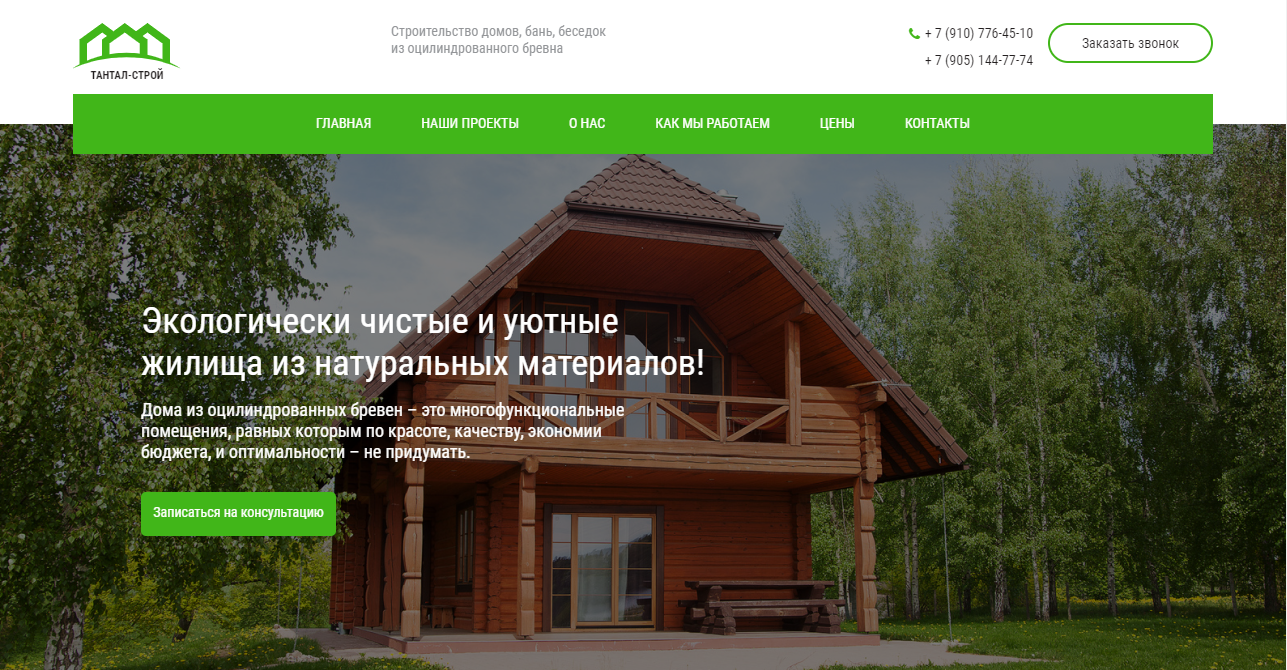 ТАНТАЛ-СТРОЙ
Строительство домов, бань, беседок
из оцилиндрованного бревна
+ 7 (910) 776-45-10
+ 7 (905) 144-77-74
Заказать звонок
ГЛАВНАЯ НАШИ ПРОЕКТЫ О НАС КАК МЫ РАБОТАЕМ ЦЕНЫ КОНТАКТЫ
Экологически чистые и уютные
жилища из натуральных материалов!
Дома из оцилиндрованных бревен – это многофункциональные
помещения, равных которым по красоте, качеству, экономии
бюджета, и оптимальности – не придумать.
Записаться на консультацию